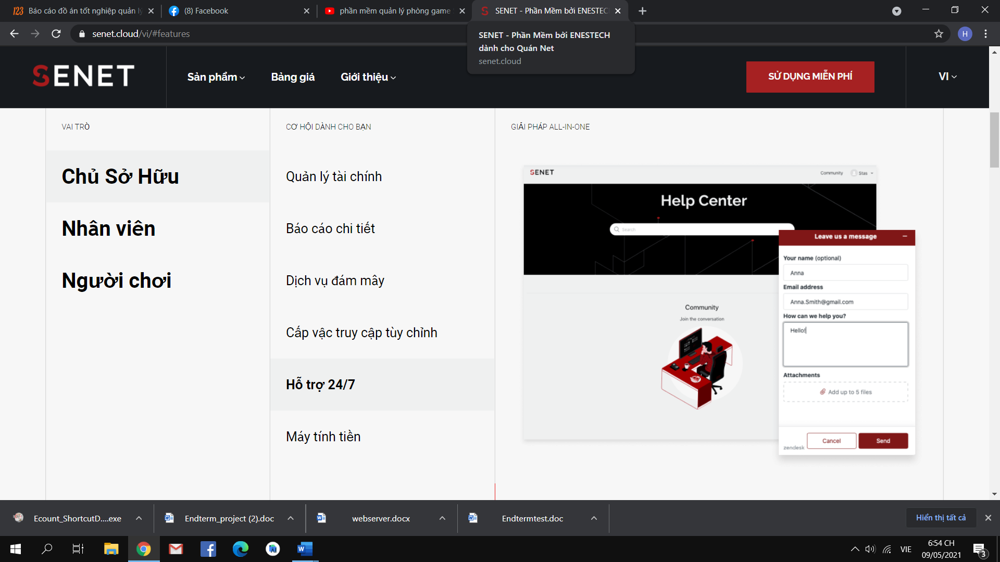 Báo cáo đồ án tốt nghiệp quản lý
(8) Facebook
phần mềm quản lý phòng game
SENET - Phần Mềm bởi ENESTECH
senet.cloud/vi/#features
H
SENET - Phần Mềm bởi ENESTECH
dành cho Quán Net
senet.cloud
SENET
Sản phẩm
Bảng giá
Giới thiệu
SỬ DỤNG MIỄN PHÍ
VI
VAI TRÒ
CƠ HỘI DÀNH CHO BẠN
GIẢI PHÁP ALL-IN-ONE
Chủ Sở Hữu
Nhân viên
Người chơi
Quản lý tài chính
Báo cáo chi tiết
Dịch vụ đám mây
Cấp vậc truy cập tùy chỉnh
Hỗ trợ 24/7
Máy tính tiền
SENET
Community
Stas
Help Center
Search
Community
Join the conversation
Leave us a message
Your name (optional)
Anna
Email address
Anna.Smith@gmail.com
How can we help you?
Hello!
Attachments
Add up to 5 files
zendesk
Cancel
Send
Ecount_ShortcutD....exe
Endterm_project (2).doc
webserver.docx
Endtermtest.doc
Hiển thị tất cả
VIE
6:54 CH
09/05/2021
3